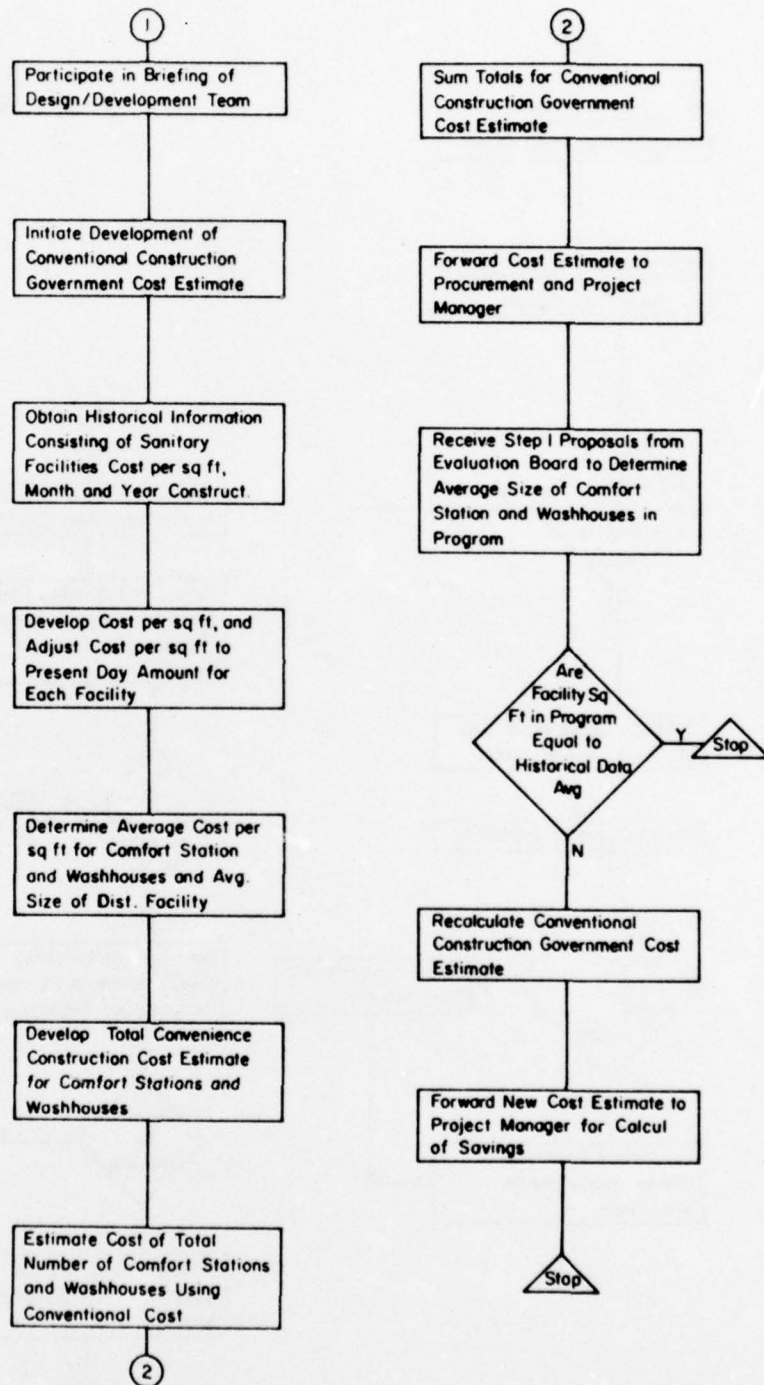 1
Participate in Briefing of
Design/Development Team
Initiate Development of
Conventional Construction
Government Cost Estimate
Obtain Historical Information
Consisting of Sanitary
Facilities Cost per sq ft,
Month and Year Construct.
Develop Cost per sq ft, and
Adjust Cost per sq ft to
Present Day Amount for
Each Facility
Determine Average Cost per
sq ft for Comfort Station
and Washhouses and Avg.
Size of Dist. Facility
Develop Total Convenience
Construction Cost Estimate
for Comfort Stations and
Washhouses
Estimate Cost of Total
Number of Comfort Stations
and Washhouses Using
Conventional Cost
2
2
Sum Totals for Conventional
Construction Government
Cost Estimate
Forward Cost Estimate to
Procurement and Project
Manager
Receive Step I Proposals from
Evaluation Board to Determine
Average Size of Comfort
Station and Washhouses in
Program
Are
Facility Sq
Ft in Program
Equal to
Historical Data
Avg
Y
Stop
N
Recalculate Conventional
Construction Government Cost
Estimate
Forward New Cost Estimate to
Project Manager for Calcul
of Savings
Stop